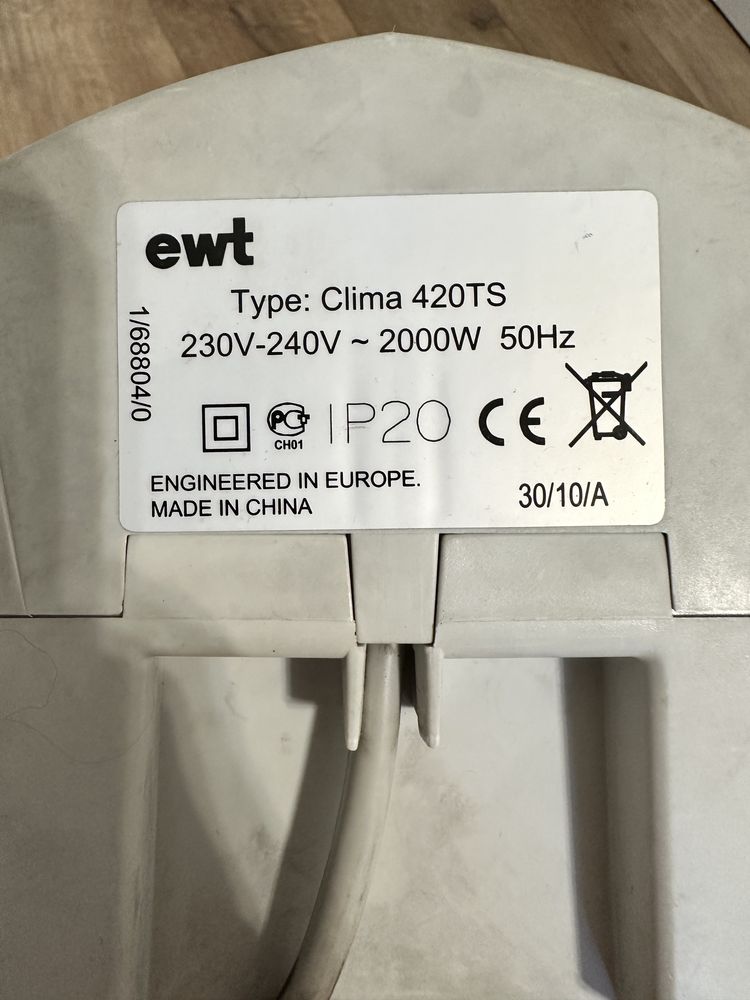 ewt
Type: Clima 420TS
230V-240V ~ 2000W 50Hz
1/68804/0
РСТ
CH01
IP20
CE
ENGINEERED IN EUROPE.
MADE IN CHINA
30/10/A